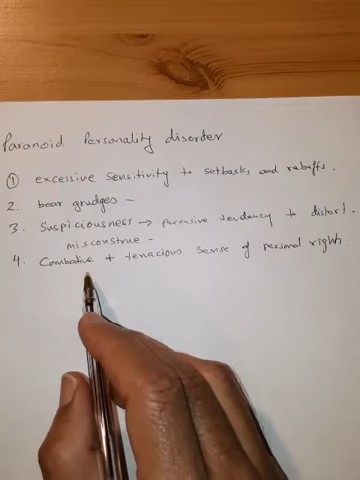 Paranoid Personality disorder
① excessive sensitivity to setbacks and rebuffs.
2. bear grudges -
3. Suspiciousness → pervasive tendency to distort.
misconstrue -
4. Combative + tenacious sense of personal rights.